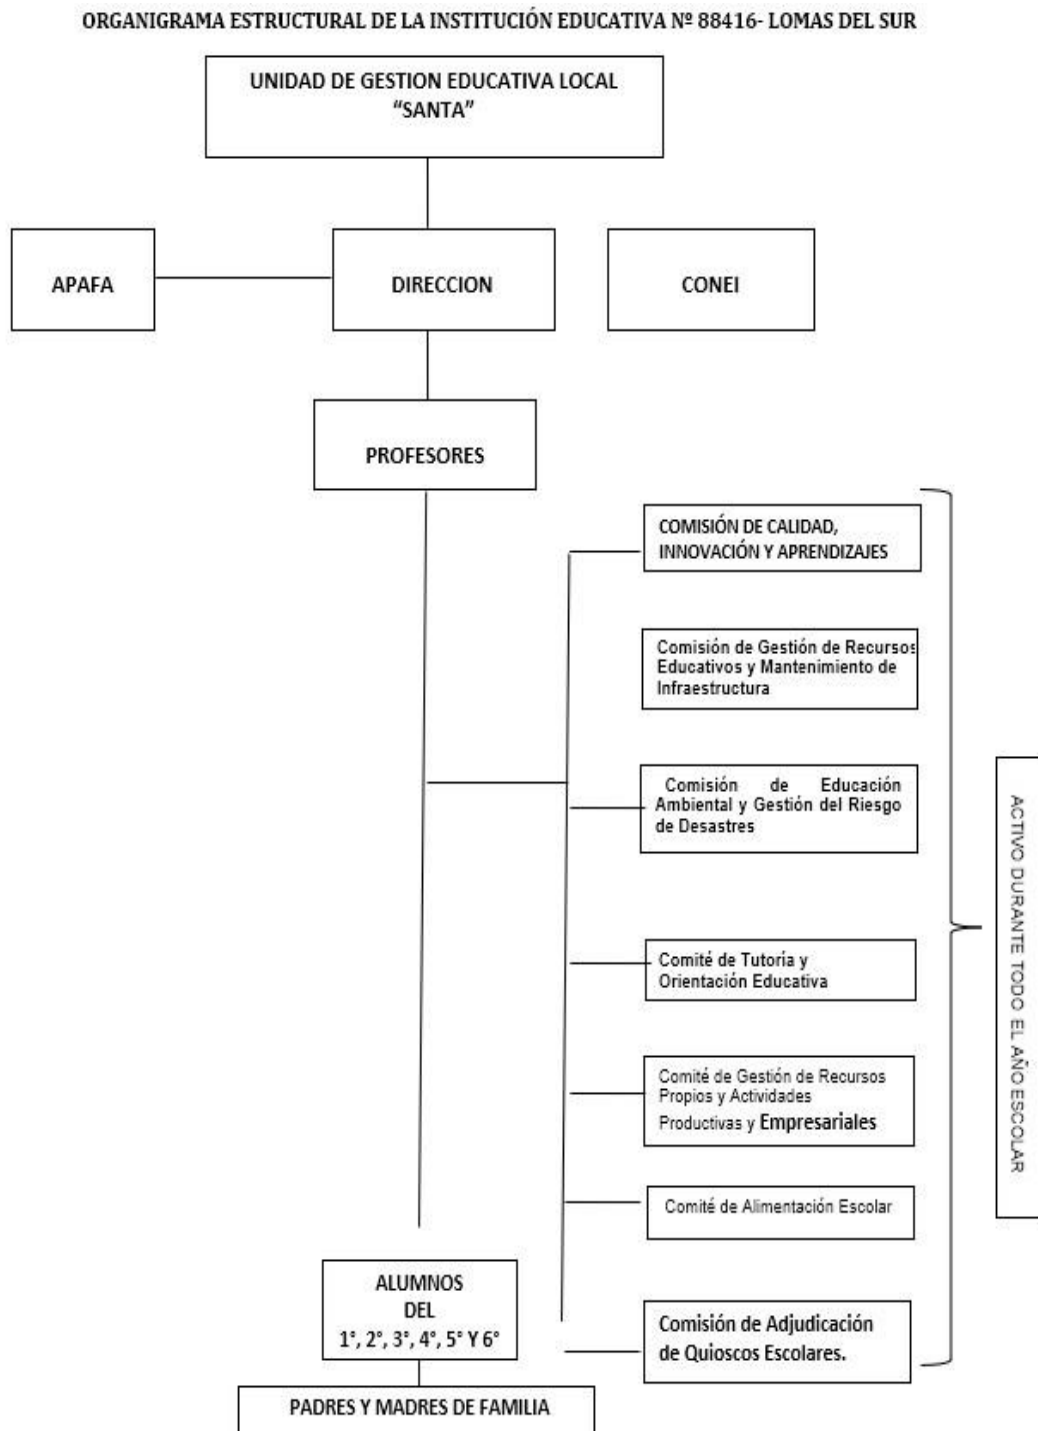 ORGANIGRAMA ESTRUCTURAL DE LA INSTITUCIÓN EDUCATIVA Nº 88416- LOMAS DEL SUR
UNIDAD DE GESTION EDUCATIVA LOCAL
“SANTA”
APAFA
DIRECCION
CONEI
PROFESORES
COMISIÓN DE CALIDAD,
INNOVACIÓN Y APRENDIZAJES
Comisión de Gestión de Recursos
Educativos y Mantenimiento de
Infraestructura
Comisión de Educación
Ambiental y Gestión del Riesgo
de Desastres
Comité de Tutoría y
Orientación Educativa
Comité de Gestión de Recursos
Propios y Actividades
Productivas y Empresariales
Comité de Alimentación Escolar
Comisión de Adjudicación
de Quioscos Escolares.
ACTIVO DURANTE TODO EL AÑO ESCOLAR
ALUMNOS
DEL
1°, 2°, 3°, 4°, 5° Y 6°
PADRES Y MADRES DE FAMILIA